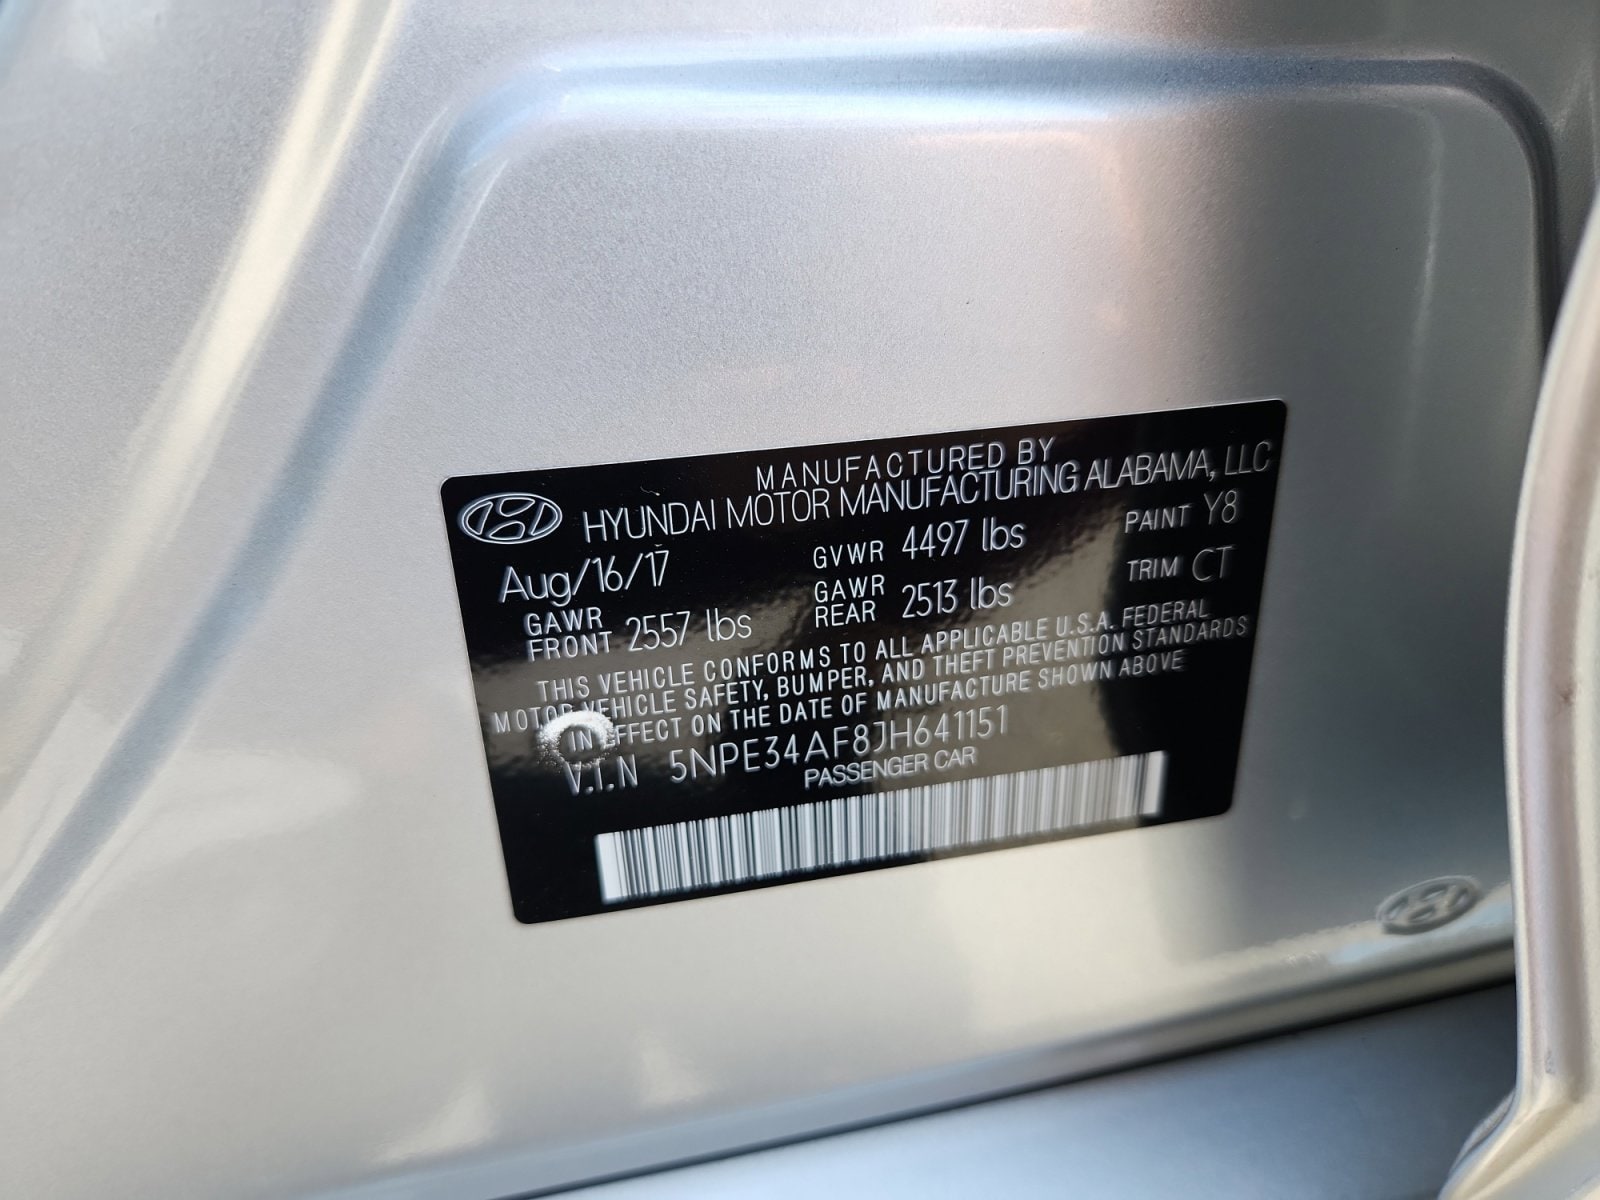 MANUFACTURED BY
HYUNDAI MOTOR MANUFACTURING ALABAMA, LLC
Aug/16/17 GVWR 4497 lbs PAINT Y8
GAWR FRONT 2557 lbs GAWR REAR 2513 lbs TRIM CT
THIS VEHICLE CONFORMS TO ALL APPLICABLE U.S.A. FEDERAL
MOTOR VEHICLE SAFETY, BUMPER, AND THEFT PREVENTION STANDARDS
IN EFFECT ON THE DATE OF MANUFACTURE SHOWN ABOVE
V.I.N 5NPE34AF8JH641151
PASSENGER CAR